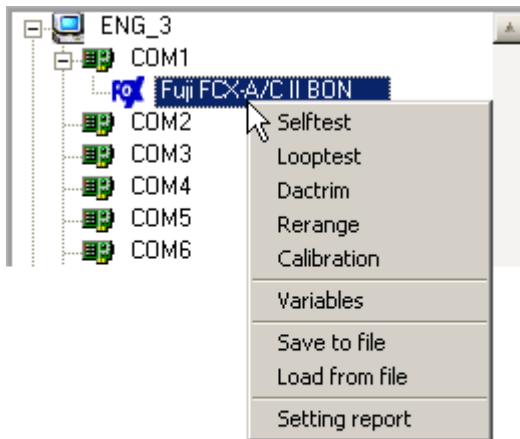 ENG_3
COM1
FCX Fuji FCX-A/C II BON
COM2
COM3
COM4
COM5
COM6
Selftest
Looptest
Dactrim
Rerange
Calibration
Variables
Save to file
Load from file
Setting report